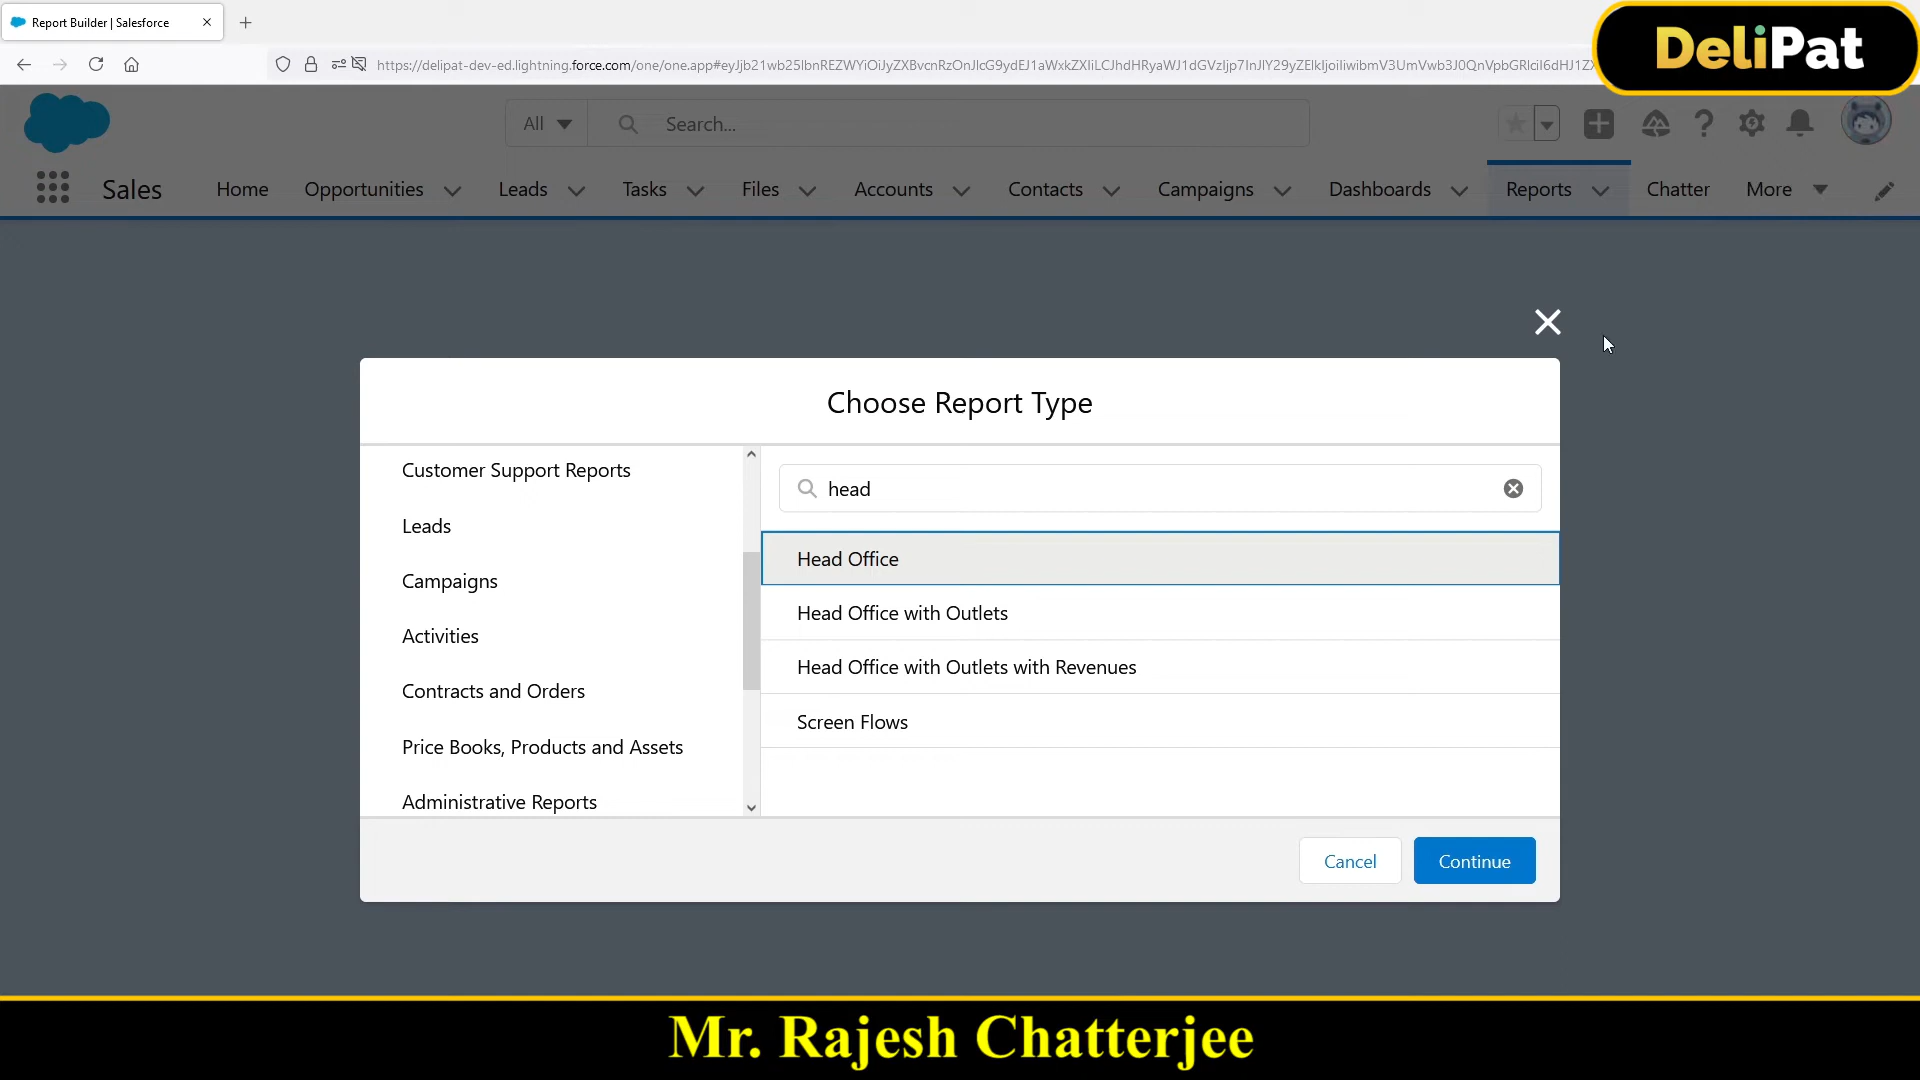 Report Builder | Salesforce
https://delipat-dev-ed.lightning.force.com/one/one.app#eyJjb21wb25lbnREZWYiOiJyZXBvcnRzOnJlcG9ydEJ1aWxkZXIiLCJhdHRyaWJ1dGVzIjp7InJlY29yZElkIjoiIiwibmV3UmVwb3J0QnVpbGRlciI6dHJ1ZX
DeliPat
All
Search...
Sales
Home
Opportunities
Leads
Tasks
Files
Accounts
Contacts
Campaigns
Dashboards
Reports
Chatter
More
Choose Report Type
Customer Support Reports
Leads
Campaigns
Activities
Contracts and Orders
Price Books, Products and Assets
Administrative Reports
head
Head Office
Head Office with Outlets
Head Office with Outlets with Revenues
Screen Flows
Cancel
Continue
Mr. Rajesh Chatterjee